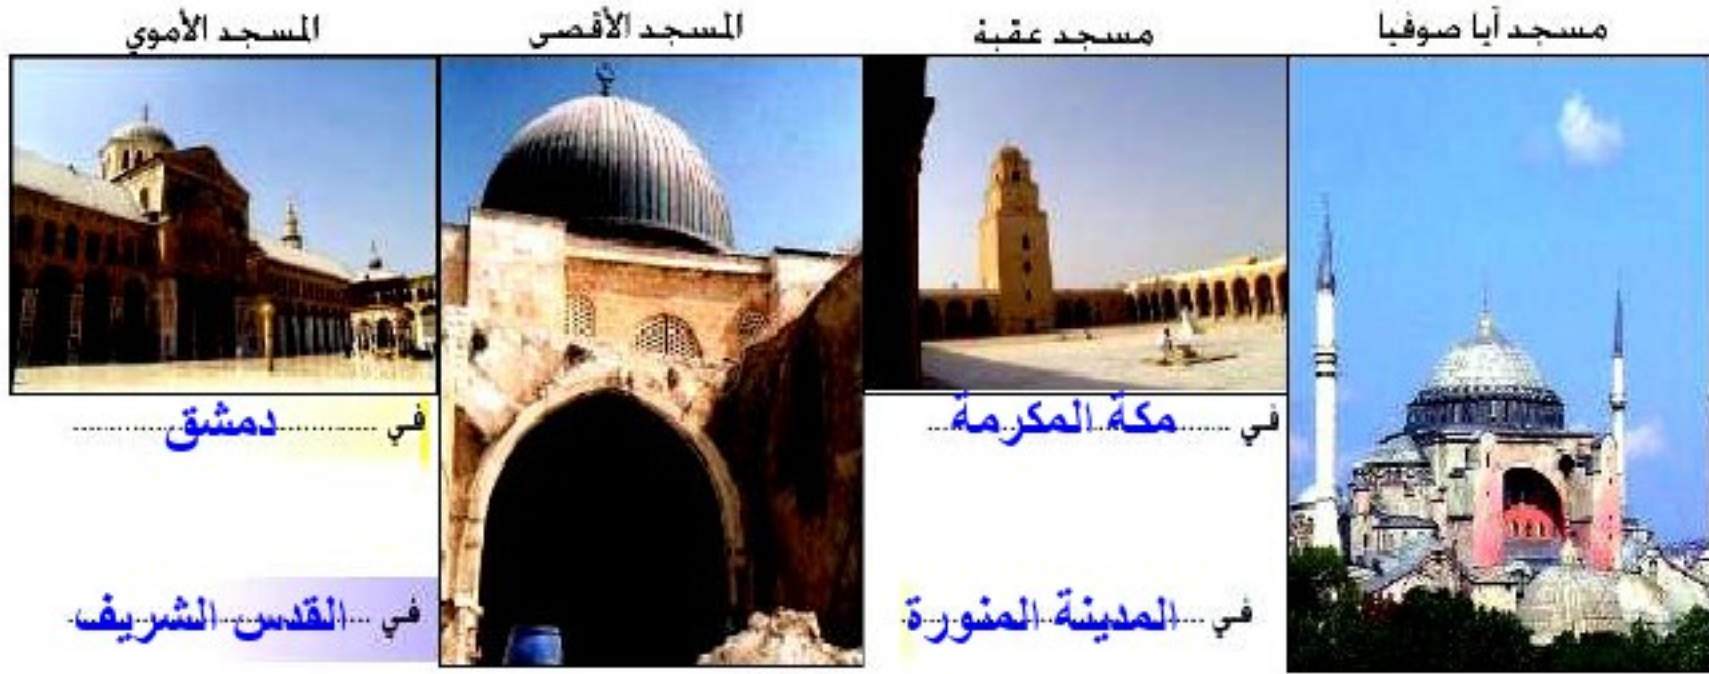 مسجد آيا صوفيا
مسجد عقبة
المسجد الأقصى
المسجد الأموي
في مكة المكرمة
في دمشق
في المدينة المنورة
في القدس الشريف